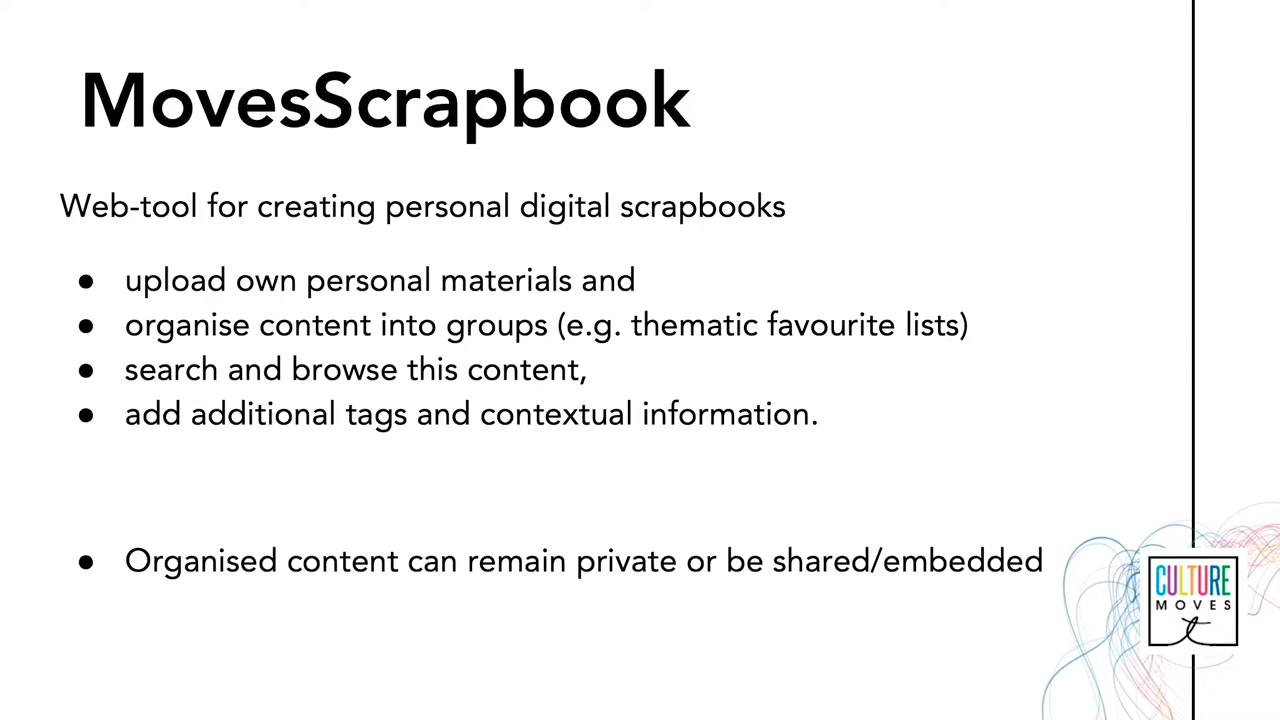 MovesScrapbook
Web-tool for creating personal digital scrapbooks
● upload own personal materials and
● organise content into groups (e.g. thematic favourite lists)
● search and browse this content,
● add additional tags and contextual information.
● Organised content can remain private or be shared/embedded
CULTURE
MOVES
t